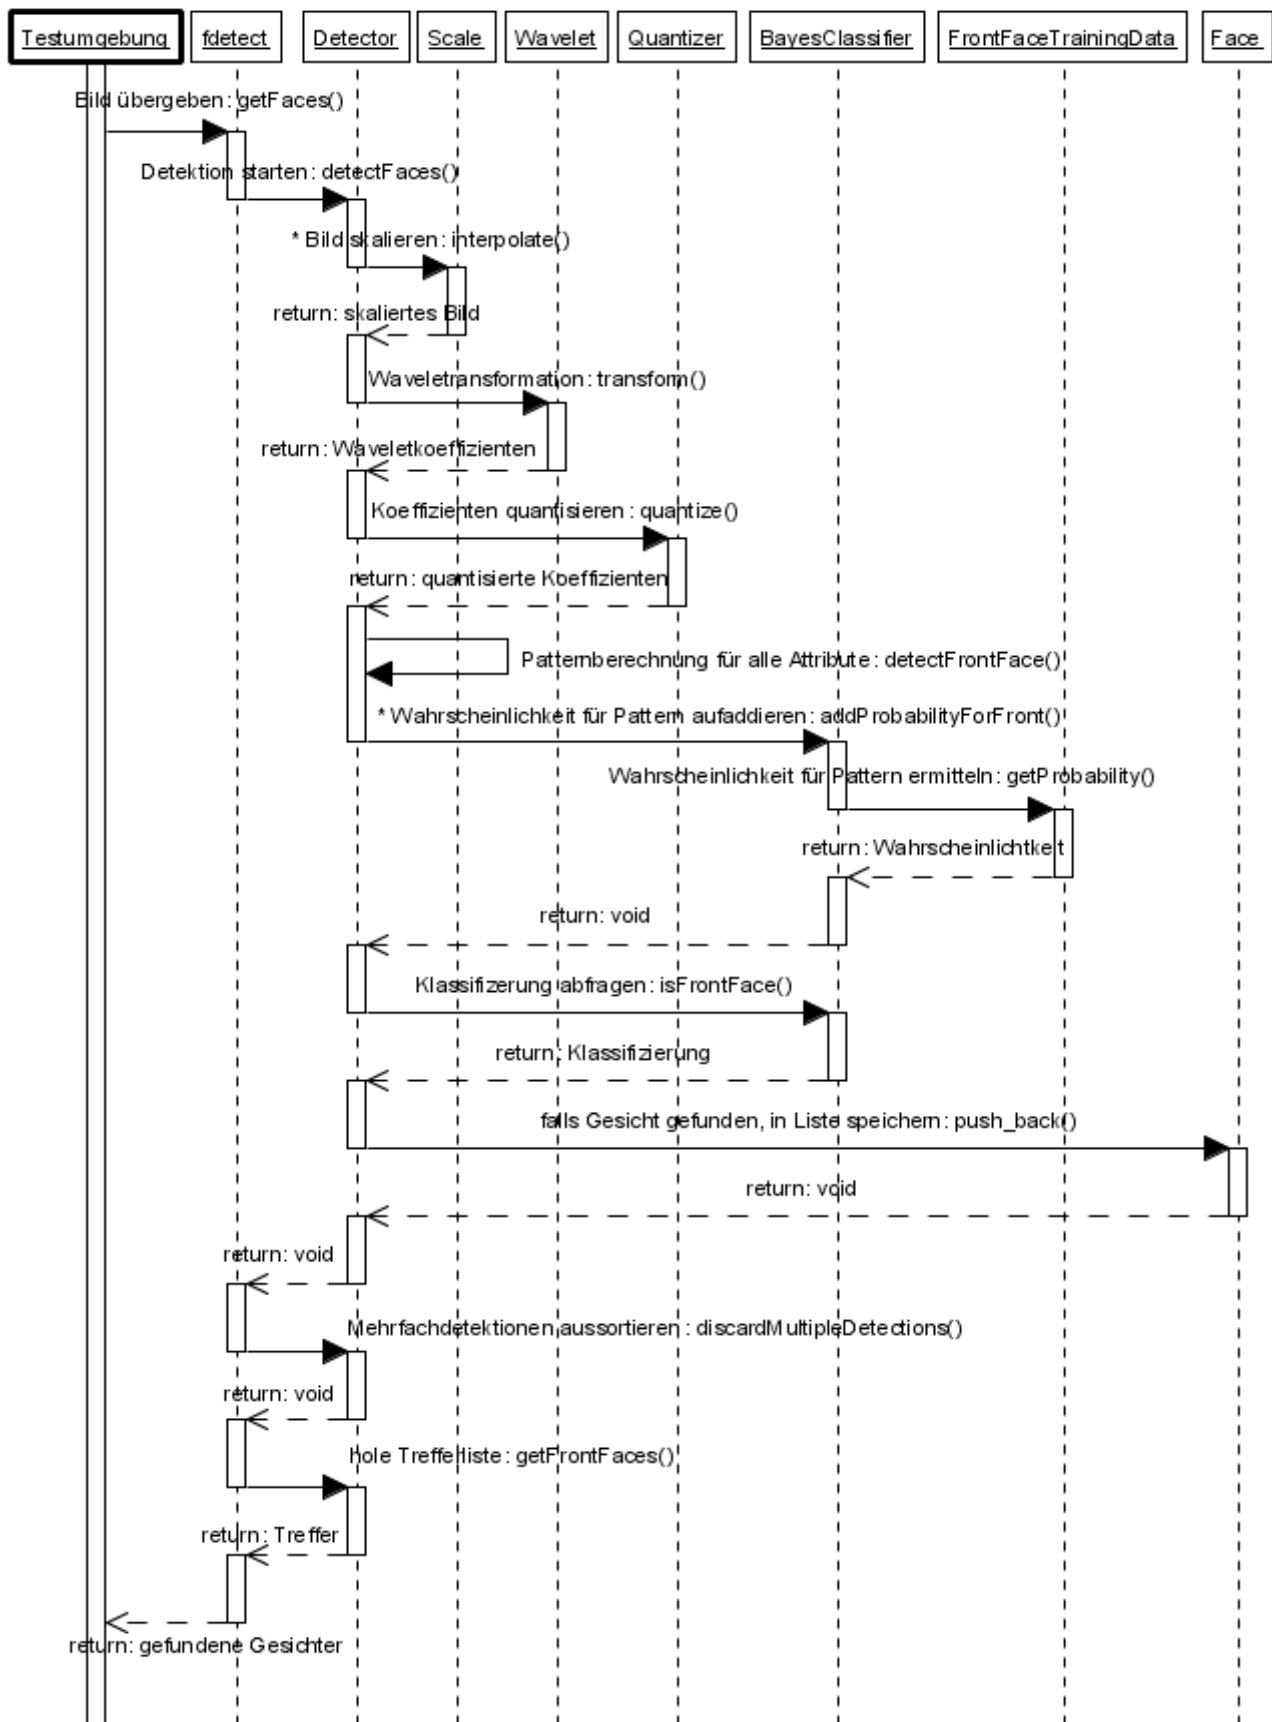 Testumgebung fdetect Detector Scale Wavelet Quantizer BayesClassifier FrontFaceTrainingData Face
Bild übergeben : getFaces()
Detektion starten : detectFaces()
* Bild skalieren : interpolate()
return: skaliertes Bild
Wavelettransformation : transform()
return: Waveletkoeffizienten
Koeffizienten quantisieren : quantize()
return: quantisierte Koeffizienten
Patternberechnung für alle Attribute : detectFrontFace()
* Wahrscheinlichkeit für Pattern aufaddieren : addProbabilityForFront()
Wahrscheinlichkeit für Pattern ermitteln : getProbability()
return: Wahrscheinlichtkeit
return: void
Klassifizerung abfragen : isFrontFace()
return: Klassifizierung
falls Gesicht gefunden, in Liste speichern : push_back()
return: void
return: void
Mehrfachdetektionen aussortieren : discardMultipleDetections()
return: void
hole Trefferliste : getFrontFaces()
return: Treffer
return: gefundene Gesichter